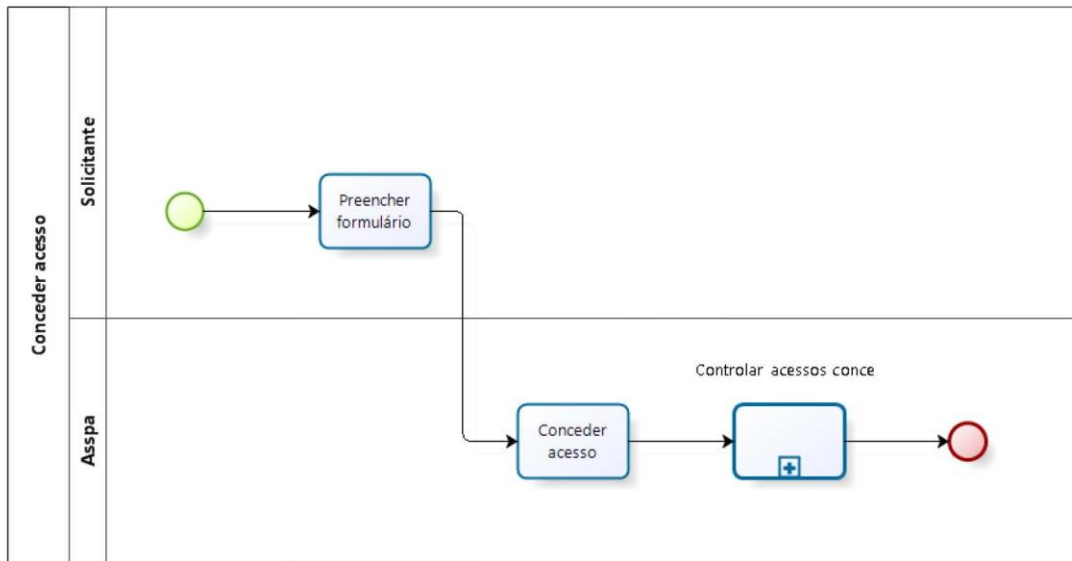 Conceder acesso
Solicitante
Preencher
formulário
Asspa
Controlar acessos conce
Conceder
acesso